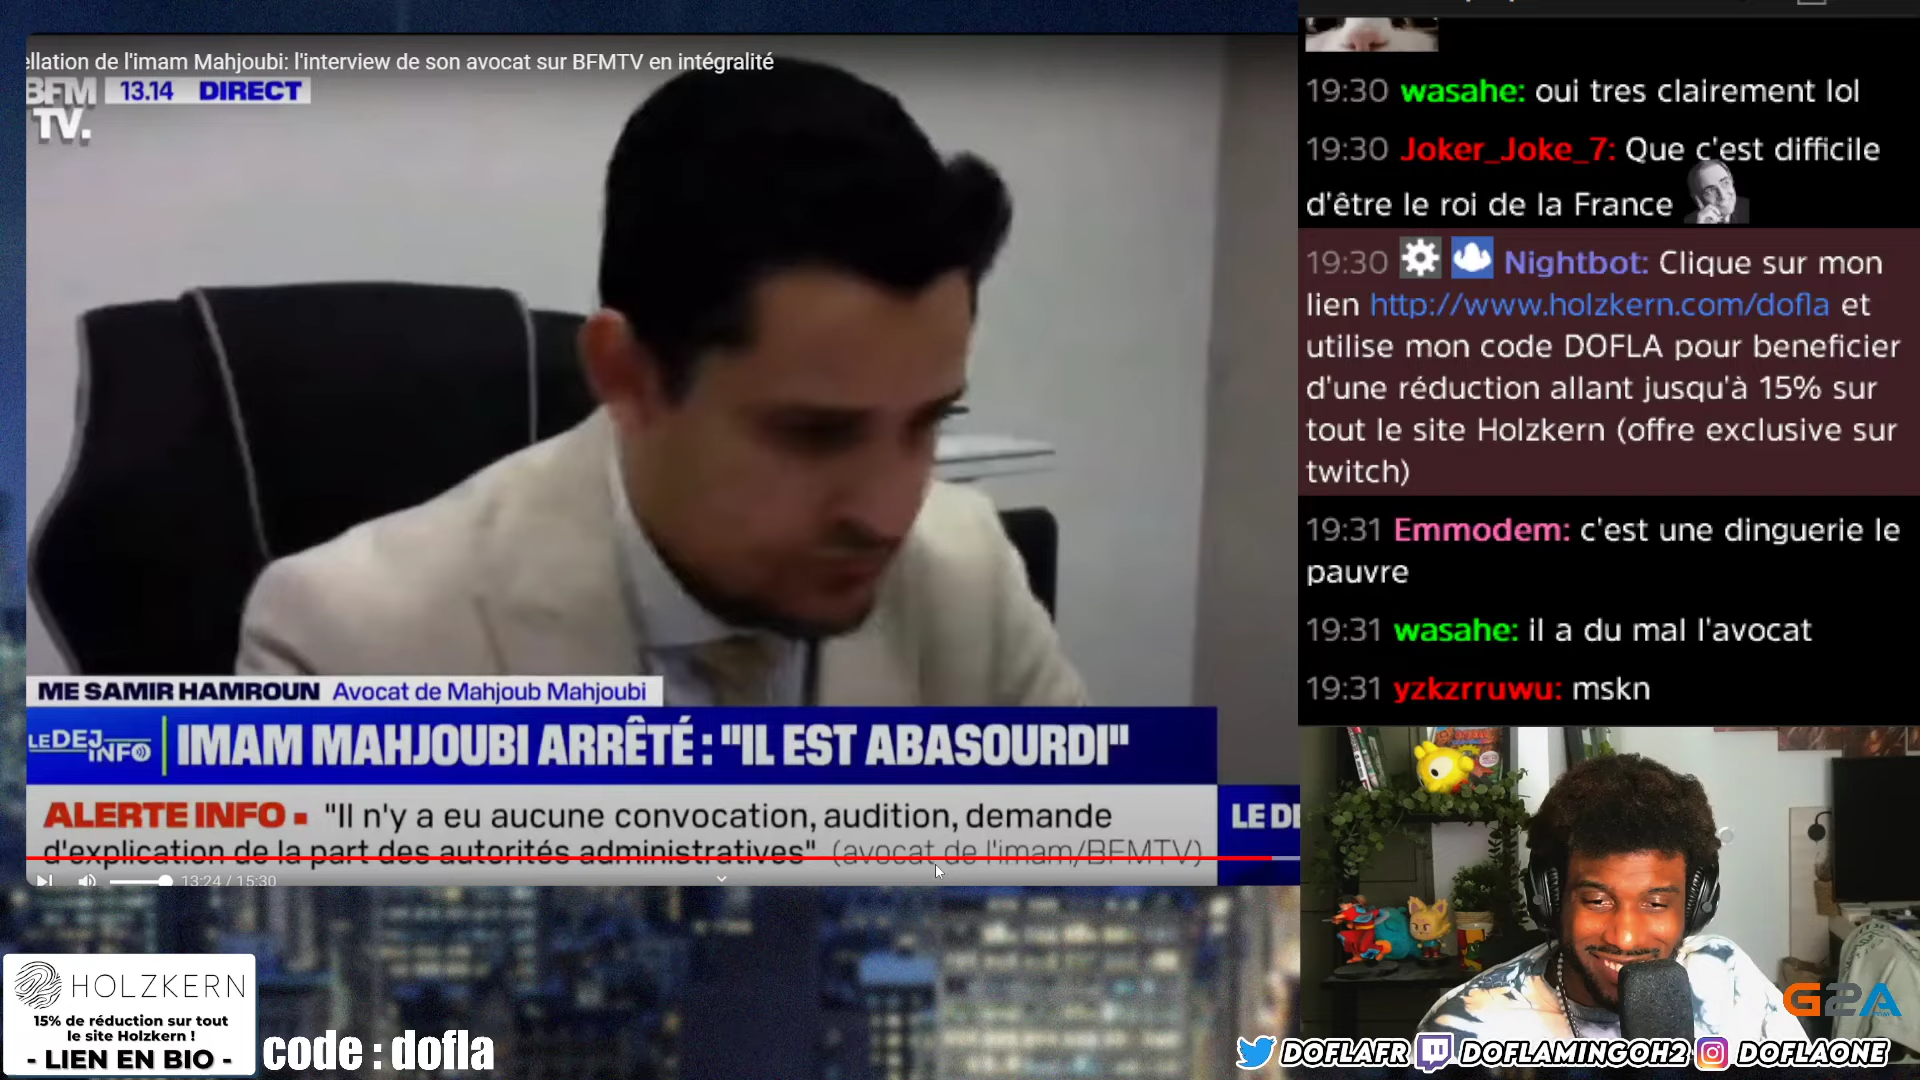 ellation de l'imam Mahjoubi: l'interview de son avocat sur BFMTV en intégralité
BFM
TV.
13.14 DIRECT
ME SAMIR HAMROUN Avocat de Mahjoub Mahjoubi
LE DEJ INFO
IMAM MAHJOUBI ARRÊTÉ : "IL EST ABASOURDI"
ALERTE INFO ▪ "Il n'y a eu aucune convocation, audition, demande
d'explication de la part des autorités administratives" (avocat de l'imam/BFMTV)
LE DE
13:24 / 15:30
19:30 wasahe: oui tres clairement lol
19:30 Joker_Joke_7: Que c'est difficile
d'être le roi de la France
19:30 Nightbot: Clique sur mon
lien http://www.holzkern.com/dofla et
utilise mon code DOFLA pour beneficier
d'une réduction allant jusqu'à 15% sur
tout le site Holzkern (offre exclusive sur
twitch)
19:31 Emmodem: c'est une dinguerie le
pauvre
19:31 wasahe: il a du mal l'avocat
19:31 yzkzrruwu: mskn
HOLZKERN
15% de réduction sur tout
le site Holzkern !
- LIEN EN BIO -
code : dofla
G2A
DOFLAFR DOFLAMINGOH2 DOFLAONE